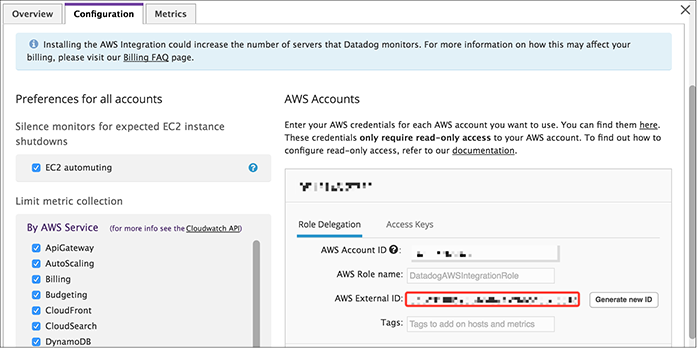 Overview Configuration Metrics
Installing the AWS Integration could increase the number of servers that Datadog monitors. For more information on how this may affect your
billing, please visit our Billing FAQ page.
Preferences for all accounts
Silence monitors for expected EC2 instance
shutdowns
EC2 automuting
Limit metric collection
By AWS Service (for more info see the Cloudwatch API)
ApiGateway
AutoScaling
Billing
Budgeting
CloudFront
CloudSearch
DynamoDB
AWS Accounts
Enter your AWS credentials for each AWS account you want to use. You can find them here.
These credentials only require read-only access to your AWS account. To find out how to
configure read-only access, refer to our documentation.
Role Delegation Access Keys
AWS Account ID ?:
AWS Role name: DatadogAWSIntegrationRole
AWS External ID: Generate new ID
Tags: Tags to add on hosts and metrics